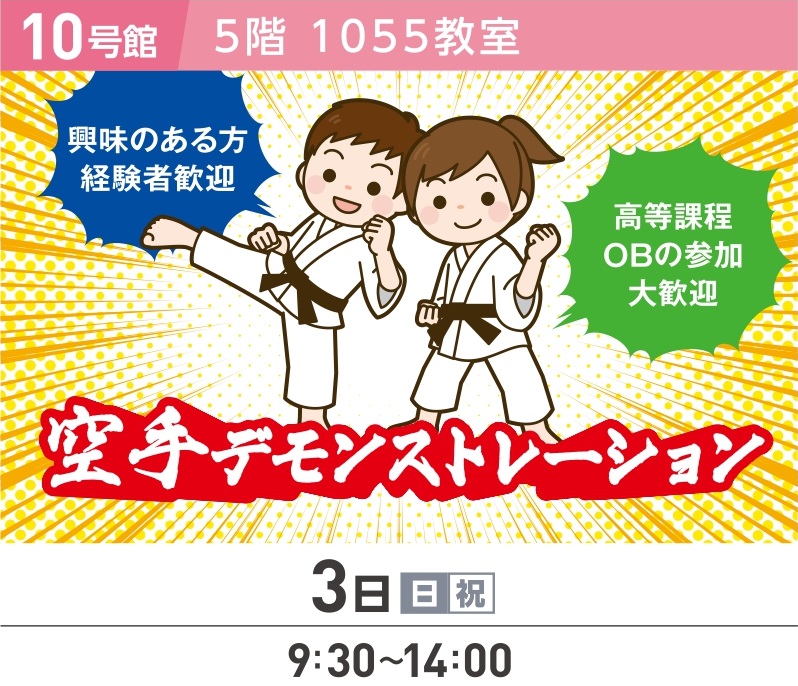 10号館 5階 1055教室
興味のある方
経験者歓迎
高等課程
OBの参加
大歓迎
空手デモンストレーション
3日 日 祝
9:30～14:00